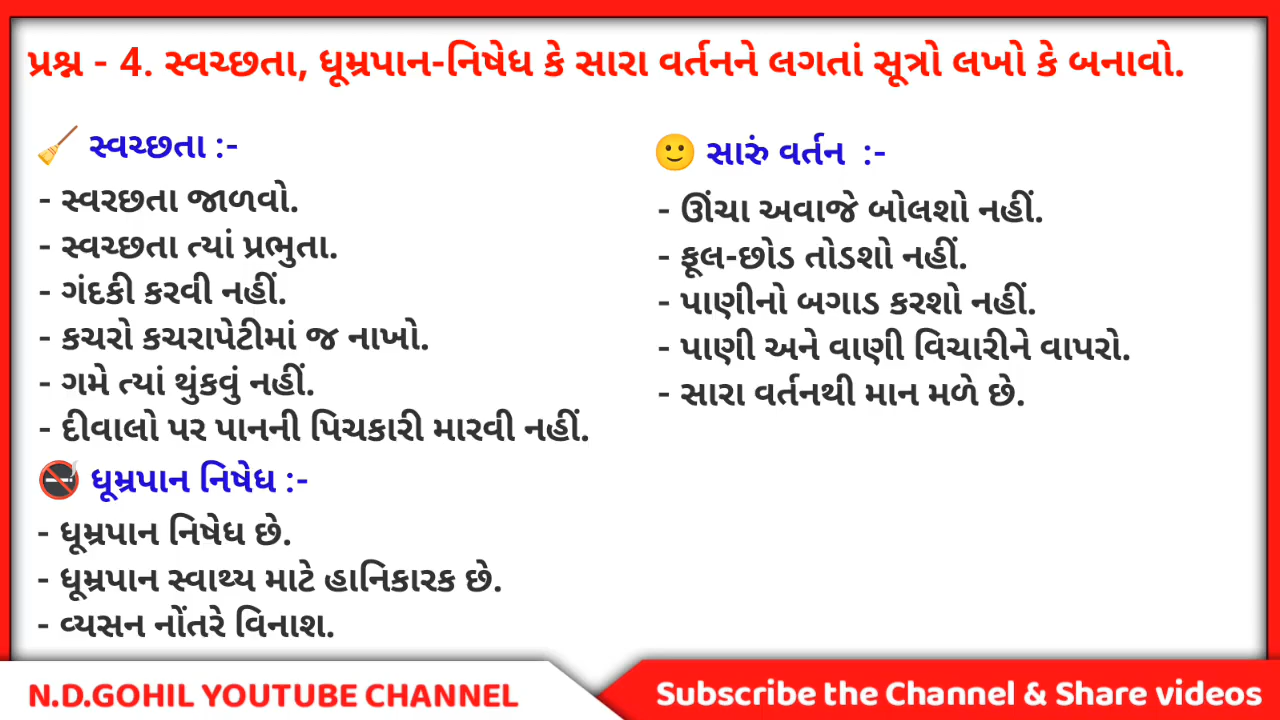 પ્રશ્ન - 4. સ્વચ્છતા, ધૂમ્રપાન-નિષેધ કે સારા વર્તનને લગતાં સૂત્રો લખો કે બનાવો.
સ્વચ્છતા :-
- સ્વરછતા જાળવો.
- સ્વચ્છતા ત્યાં પ્રભુતા.
- ગંદકી કરવી નહીં.
- કચરો કચરાપેટીમાં જ નાખો.
- ગમે ત્યાં થુંકવું નહીં.
- દીવાલો પર પાનની પિચકારી મારવી નહીં.
ધૂમ્રપાન નિષેધ :-
- ધૂમ્રપાન નિષેધ છે.
- ધૂમ્રપાન સ્વાથ્ય માટે હાનિકારક છે.
- વ્યસન નોંતરે વિનાશ.
સારું વર્તન :-
- ઊંચા અવાજે બોલશો નહીં.
- ફૂલ-છોડ તોડશો નહીં.
- પાણીનો બગાડ કરશો નહીં.
- પાણી અને વાણી વિચારીને વાપરો.
- સારા વર્તનથી માન મળે છે.
N.D.GOHIL YOUTUBE CHANNEL
Subscribe the Channel & Share videos